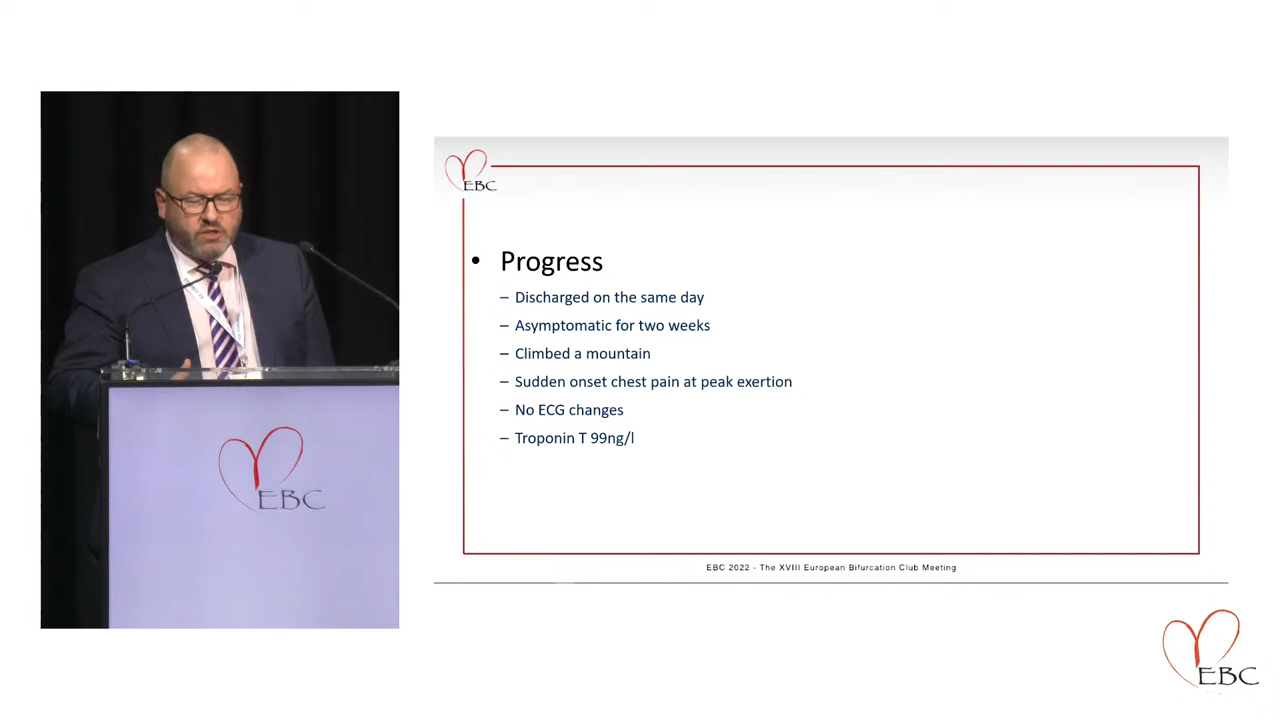 EBC
• Progress
– Discharged on the same day
– Asymptomatic for two weeks
– Climbed a mountain
– Sudden onset chest pain at peak exertion
– No ECG changes
– Troponin T 99ng/l
EBC 2022 - The XVIII European Bifurcation Club Meeting
EBC
EBC